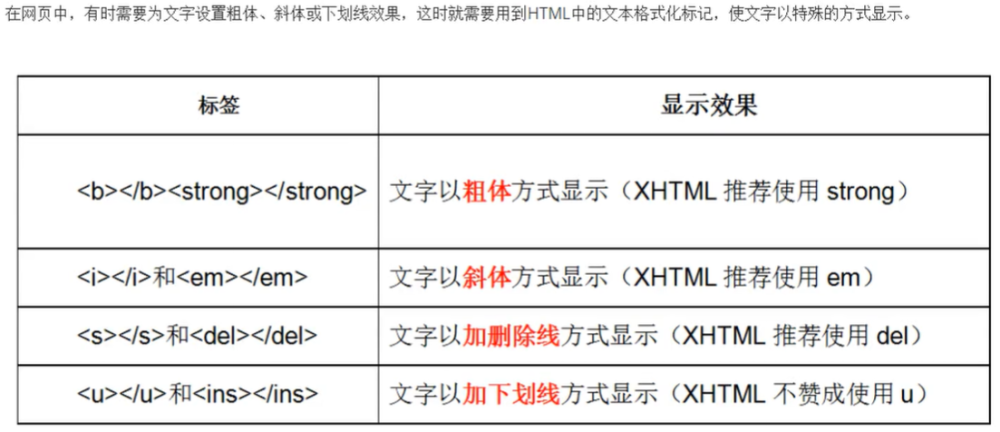 在网页中，有时需要为文字设置粗体、斜体或下划线效果，这时就需要用到HTML中的文本格式化标记，使文字以特殊的方式显示。
标签 显示效果
<b></b><strong></strong> 文字以粗体方式显示（XHTML 推荐使用 strong）
<i></i>和<em></em> 文字以斜体方式显示（XHTML 推荐使用 em）
<s></s>和<del></del> 文字以加删除线方式显示（XHTML 推荐使用 del）
<u></u>和<ins></ins> 文字以加下划线方式显示（XHTML 不赞成使用 u）